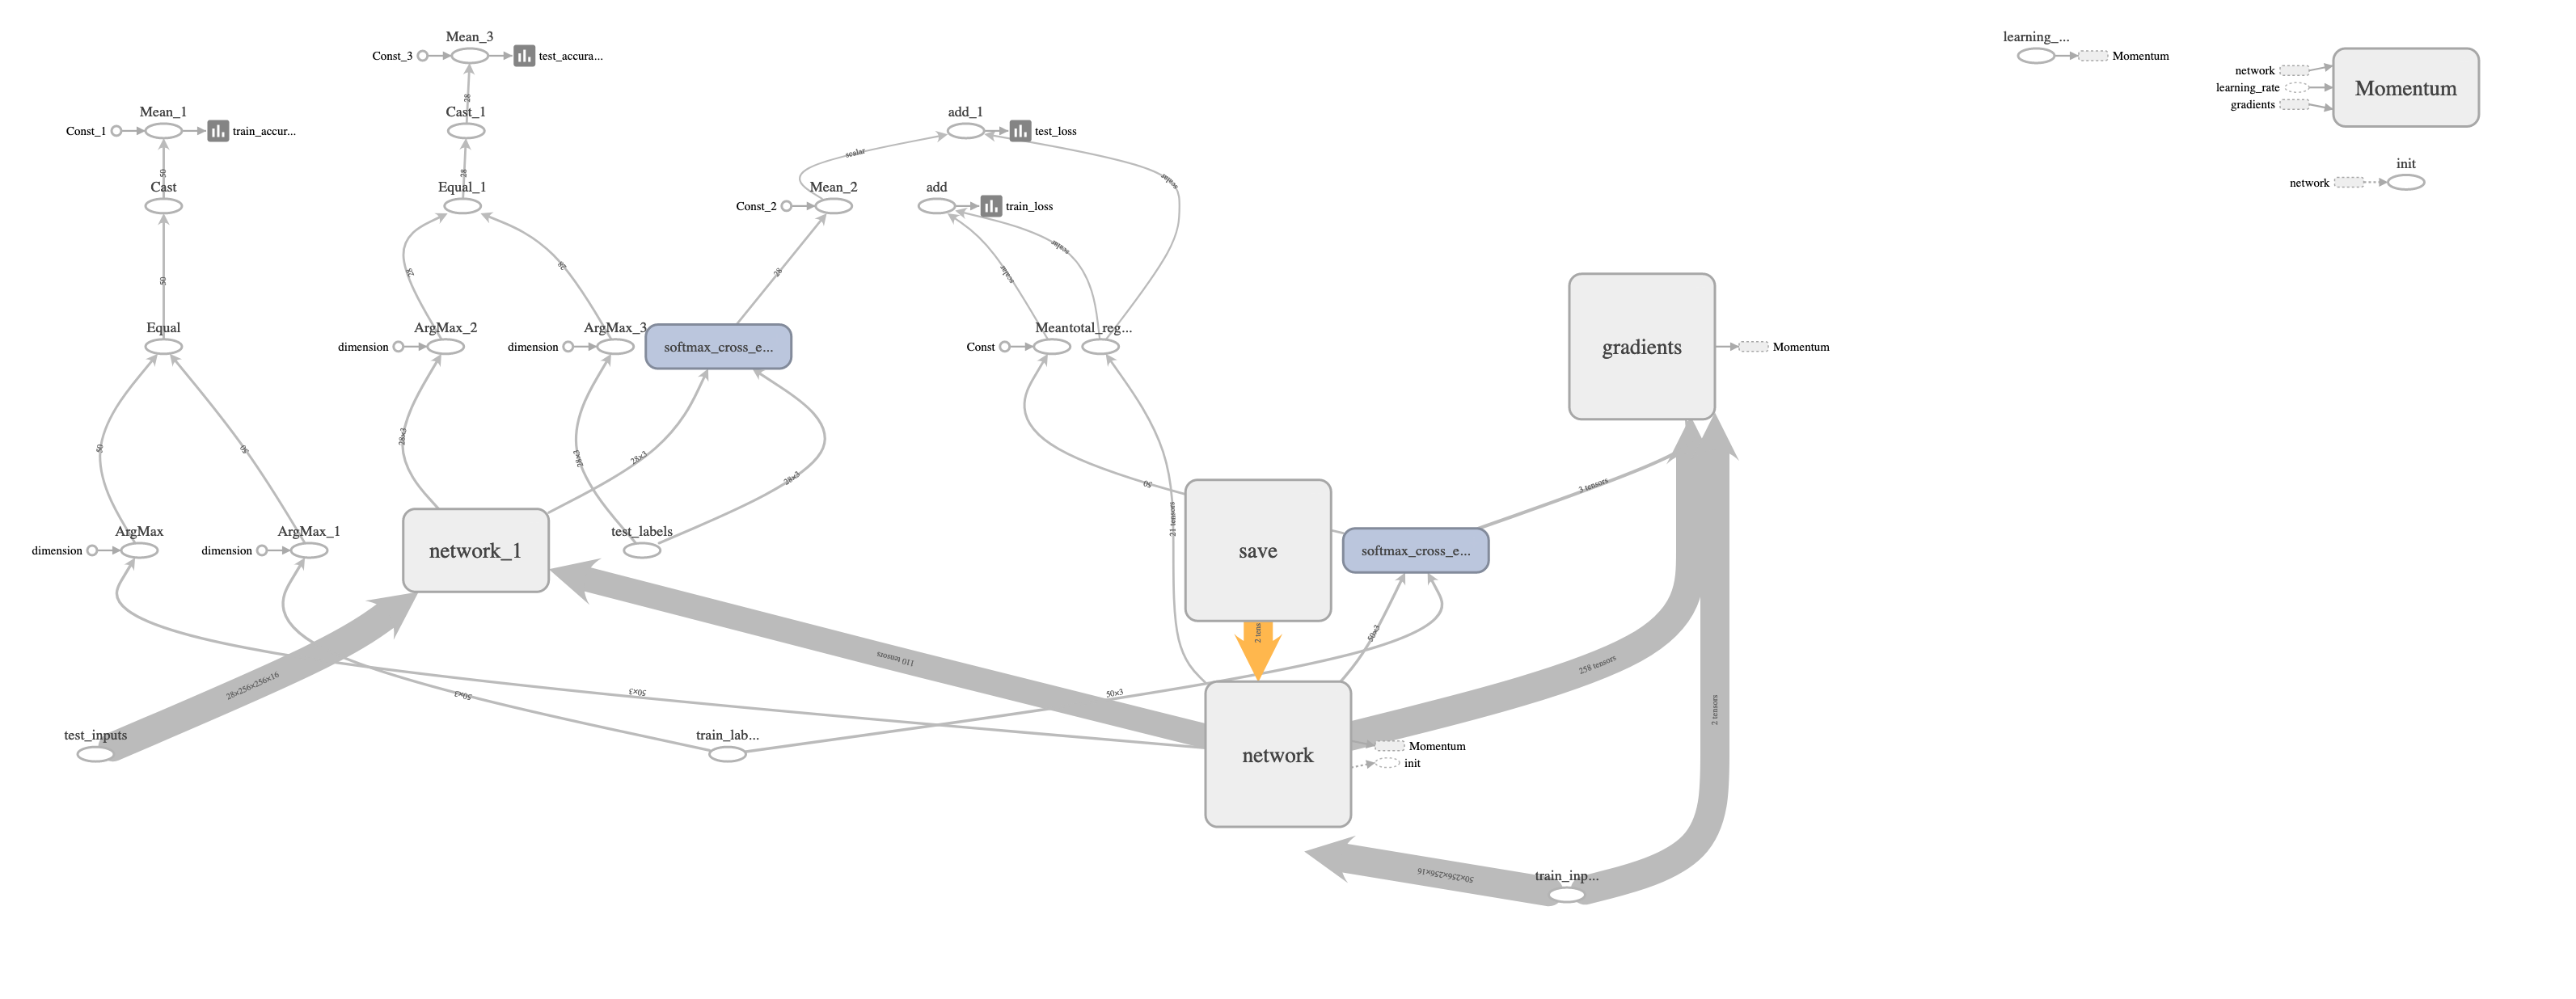 Mean_3
learning_...
Const_3
test_accura...
Momentum
network
learning_rate
gradients
Momentum
28
Mean_1
Cast_1
add_1
Const_1
train_accur...
test_loss
scalar
init
50
28
scalar
network
Cast
Equal_1
Mean_2
add
Const_2
train_loss
scalar
28
28
28
scalar
50
Equal
ArgMax_2
ArgMax_3
Meantotal_reg...
dimension
dimension
softmax_cross_e...
Const
gradients
Momentum
28×3
50
50
28×3
28×3
28×3
50
3 tensors
21 tensors
ArgMax
ArgMax_1
test_labels
dimension
dimension
network_1
save
softmax_cross_e...
2 tens
50×3
110 tensors
258 tensors
28×256×256×16
50×3
50×3
50×3
2 tensors
test_inputs
train_lab...
network
Momentum
init
50×256×256×16
train_inp...